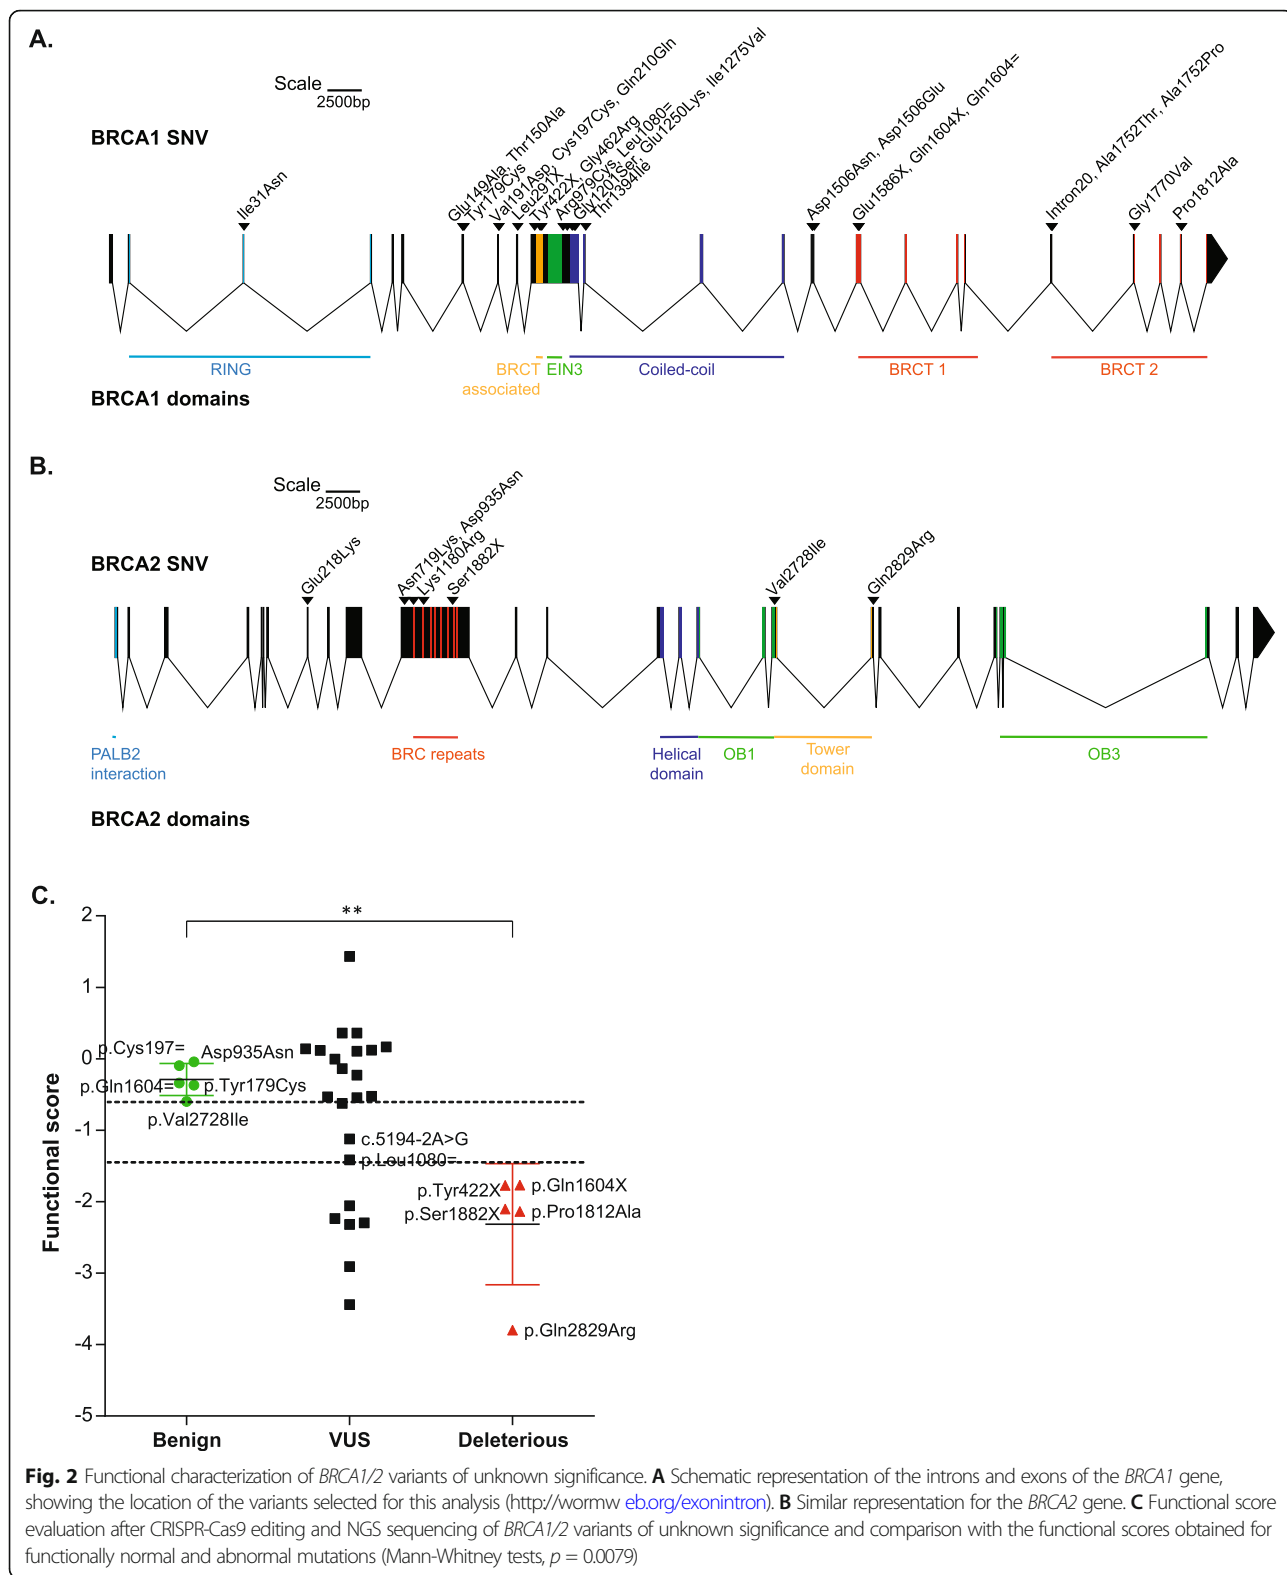 A.
Scale
2500bp
BRCA1 SNV
Ile31Asn
Glu149Ala, Thr150Ala
Tyr179Cys
Val191Asp, Cys197Cys, Gln210Gln
Leu291X
Tyr422X, Gly462Arg
Arg979Cys, Leu1080=
Gly1201Ser, Glu1250Lys, Ile1275Val
Thr1394Ile
Asp1506Asn, Asp1506Glu
Glu1586X, Gln1604X, Gln1604=
Intron20, Ala1752Thr, Ala1752Pro
Gly1770Val
Pro1812Ala
RING
BRCT
associated
EIN3
Coiled-coil
BRCT 1
BRCT 2
BRCA1 domains
B.
Scale
2500bp
BRCA2 SNV
Glu218Lys
Asn719Lys, Asp935Asn
Lys1180Arg
Ser1882X
Val2728Ile
Gln2829Arg
PALB2
interaction
BRC repeats
Helical
domain
OB1
Tower
domain
OB3
BRCA2 domains
C.
Functional score
2
1
0
-1
-2
-3
-4
-5
**
p.Cys197=
Asp935Asn
p.Gln1604=
p.Tyr179Cys
p.Val2728Ile
c.5194-2A>G
p.Leu1080=
p.Tyr422X
p.Gln1604X
p.Ser1882X
p.Pro1812Ala
p.Gln2829Arg
Benign
VUS
Deleterious
Fig. 2 Functional characterization of BRCA1/2 variants of unknown significance. A Schematic representation of the introns and exons of the BRCA1 gene,
showing the location of the variants selected for this analysis (http://wormw eb.org/exonintron). B Similar representation for the BRCA2 gene. C Functional score
evaluation after CRISPR-Cas9 editing and NGS sequencing of BRCA1/2 variants of unknown significance and comparison with the functional scores obtained for
functionally normal and abnormal mutations (Mann-Whitney tests, p = 0.0079)